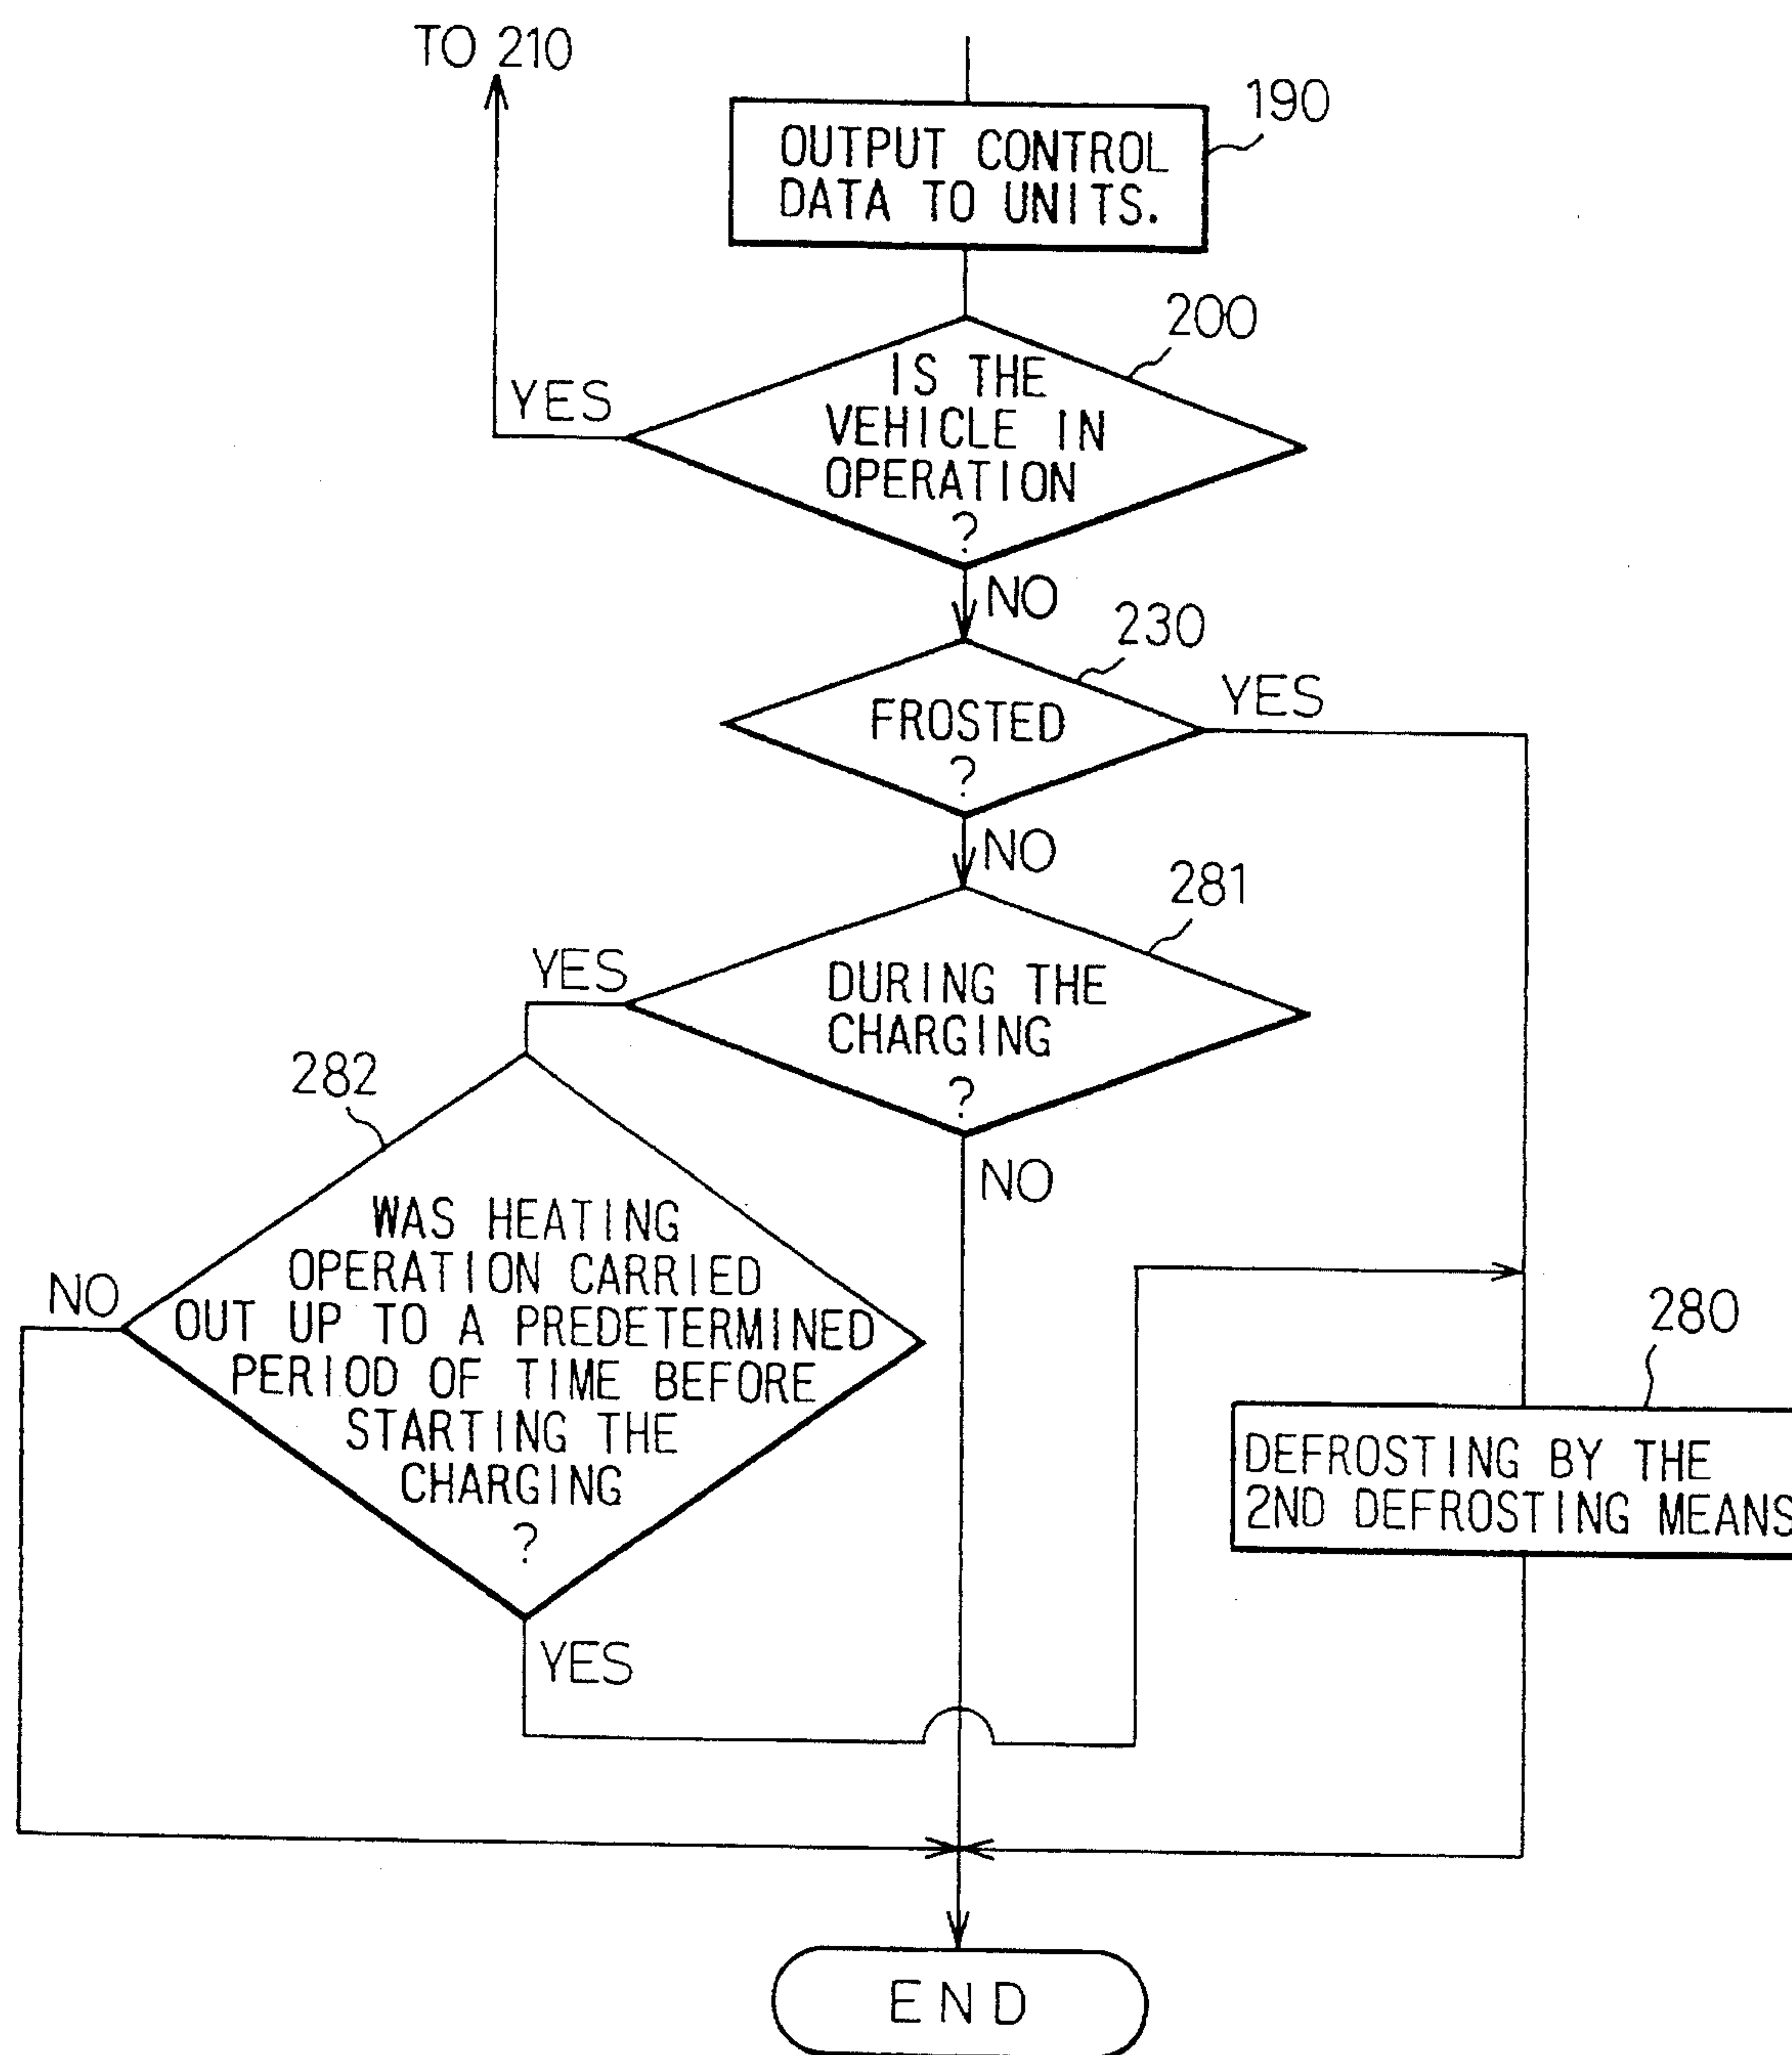 TO 210
190
OUTPUT CONTROL
DATA TO UNITS.
200
IS THE
VEHICLE IN
OPERATION
?
YES
NO
230
FROSTED
?
YES
NO
281
DURING THE
CHARGING
?
YES
NO
282
WAS HEATING
OPERATION CARRIED
OUT UP TO A PREDETERMINED
PERIOD OF TIME BEFORE
STARTING THE
CHARGING
?
NO
YES
280
DEFROSTING BY THE
2ND DEFROSTING MEANS
END